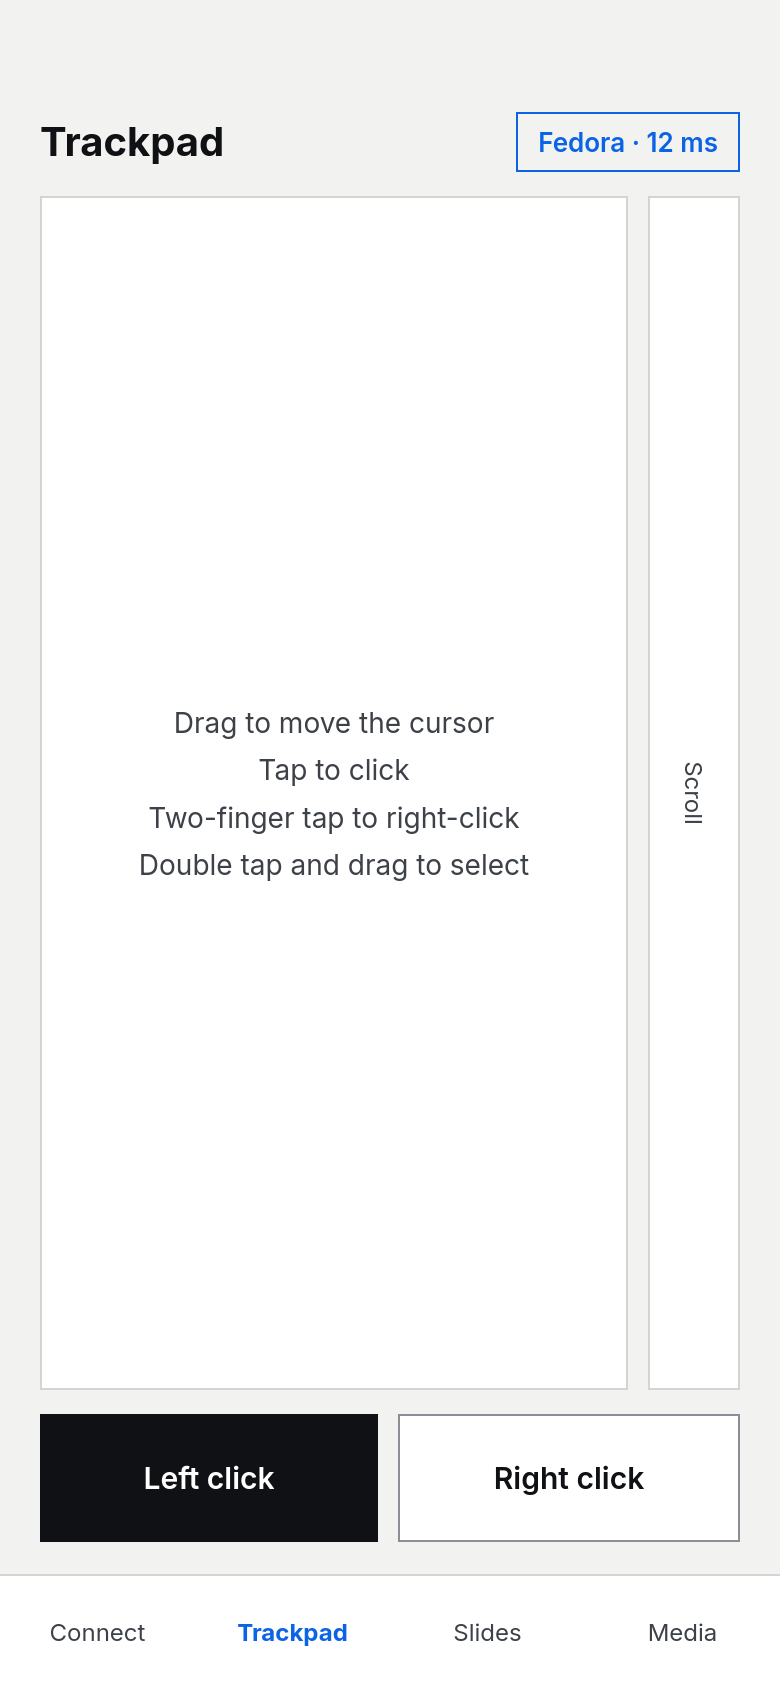 Trackpad
Fedora · 12 ms
Drag to move the cursor
Tap to click
Two-finger tap to right-click
Double tap and drag to select
Scroll
Left click
Right click
Connect
Trackpad
Slides
Media